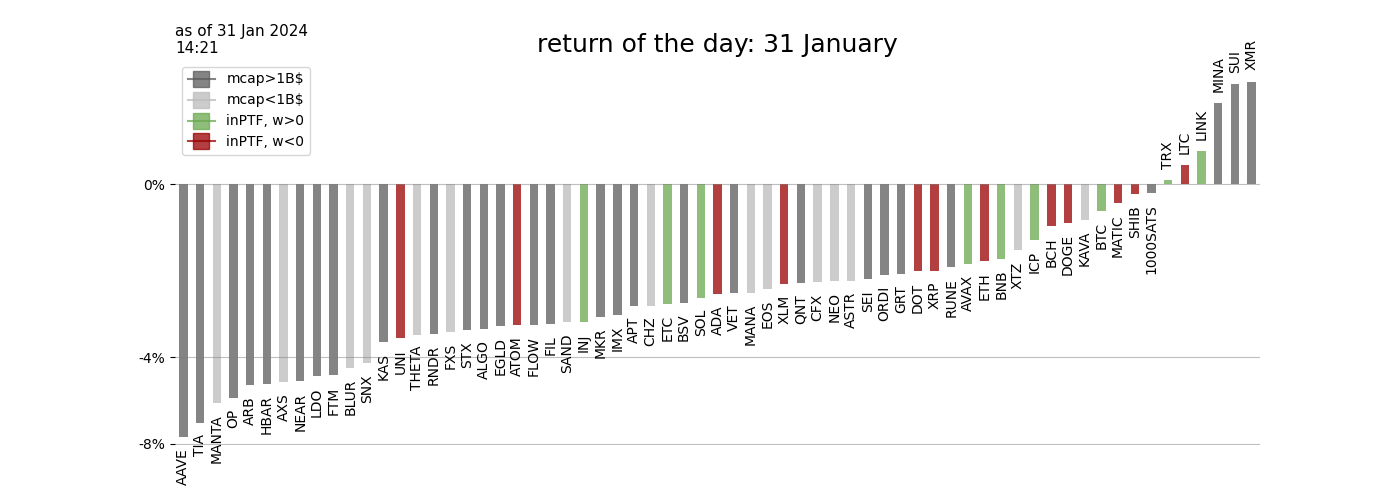 as of 31 Jan 2024
14:21
return of the day: 31 January
mcap>1B$
mcap<1B$
inPTF, w>0
inPTF, w<0
0%
-4%
-8%
AAVE
TIA
MANTA
OP
ARB
HBAR
AXS
NEAR
LDO
FTM
BLUR
SNX
KAS
UNI
THETA
RNDR
FXS
STX
ALGO
EGLD
ATOM
FLOW
FIL
SAND
INJ
MKR
IMX
APT
CHZ
ETC
BSV
SOL
ADA
VET
MANA
EOS
XLM
QNT
CFX
NEO
ASTR
SEI
ORDI
GRT
DOT
XRP
RUNE
AVAX
ETH
BNB
XTZ
ICP
BCH
DOGE
KAVA
BTC
MATIC
SHIB
1000SATS
TRX
LTC
LINK
MINA
SUI
XMR